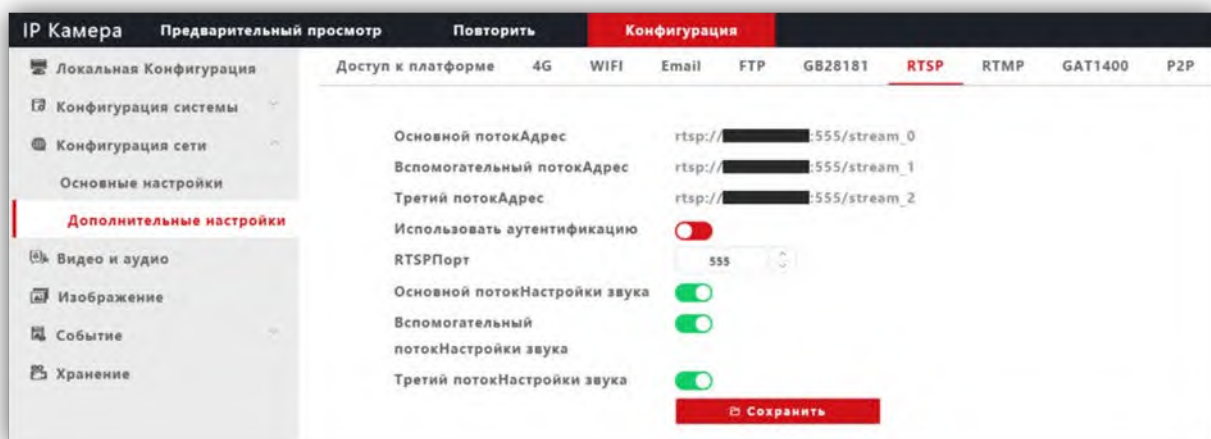 IP Камера Предварительный просмотр Повторить Конфигурация
Локальная Конфигурация
Конфигурация системы
Конфигурация сети
Основные настройки
Дополнительные настройки
Видео и аудио
Изображение
Событие
Хранение
Доступ к платформе 4G WIFI Email FTP GB28181 RTSP RTMP GAT1400 P2P
Основной потокАдрес rtsp:// :555/stream_0
Вспомогательный потокАдрес rtsp:// :555/stream_1
Третий потокАдрес rtsp:// :555/stream_2
Использовать аутентификацию
RTSPПорт 555
Основной потокНастройки звука
Вспомогательный
потокНастройки звука
Третий потокНастройки звука
Сохранить